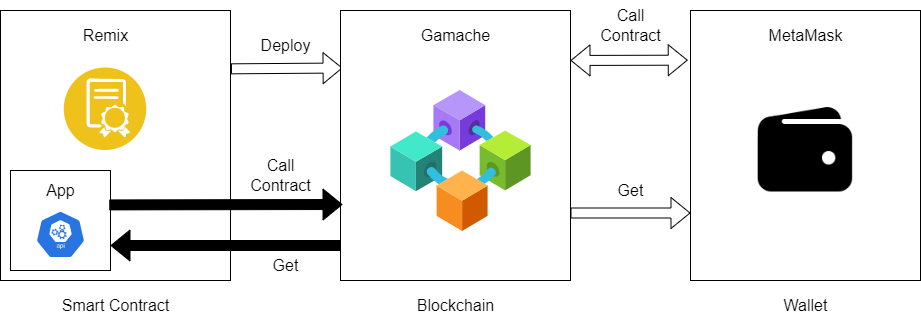 Remix
Deploy
Gamache
Call
Contract
MetaMask
App
api
Call
Contract
Get
Get
Smart Contract
Blockchain
Wallet